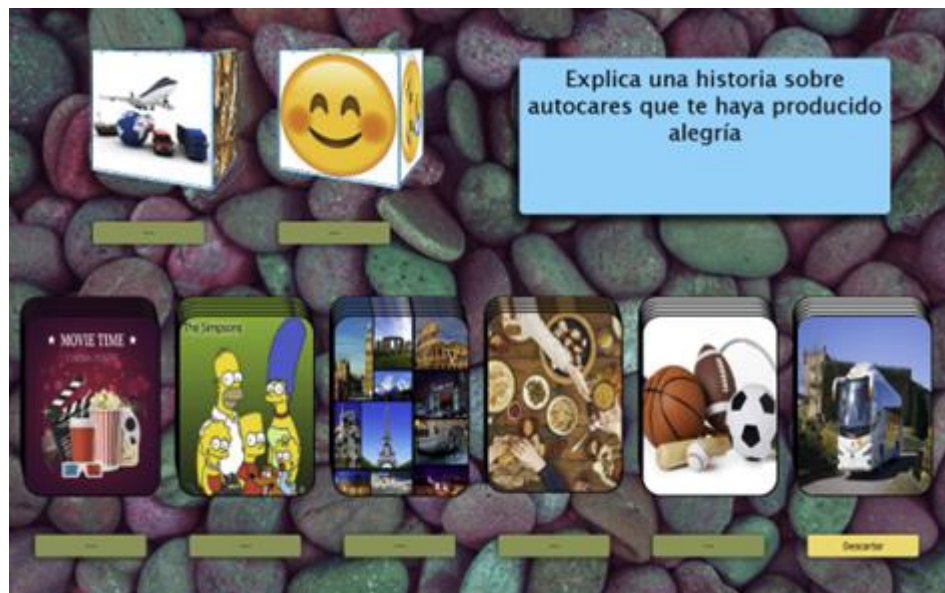 Explica una historia sobre
autocares que te haya producido
alegría
★ MOVIE TIME ★
The Simpsons
Descartar